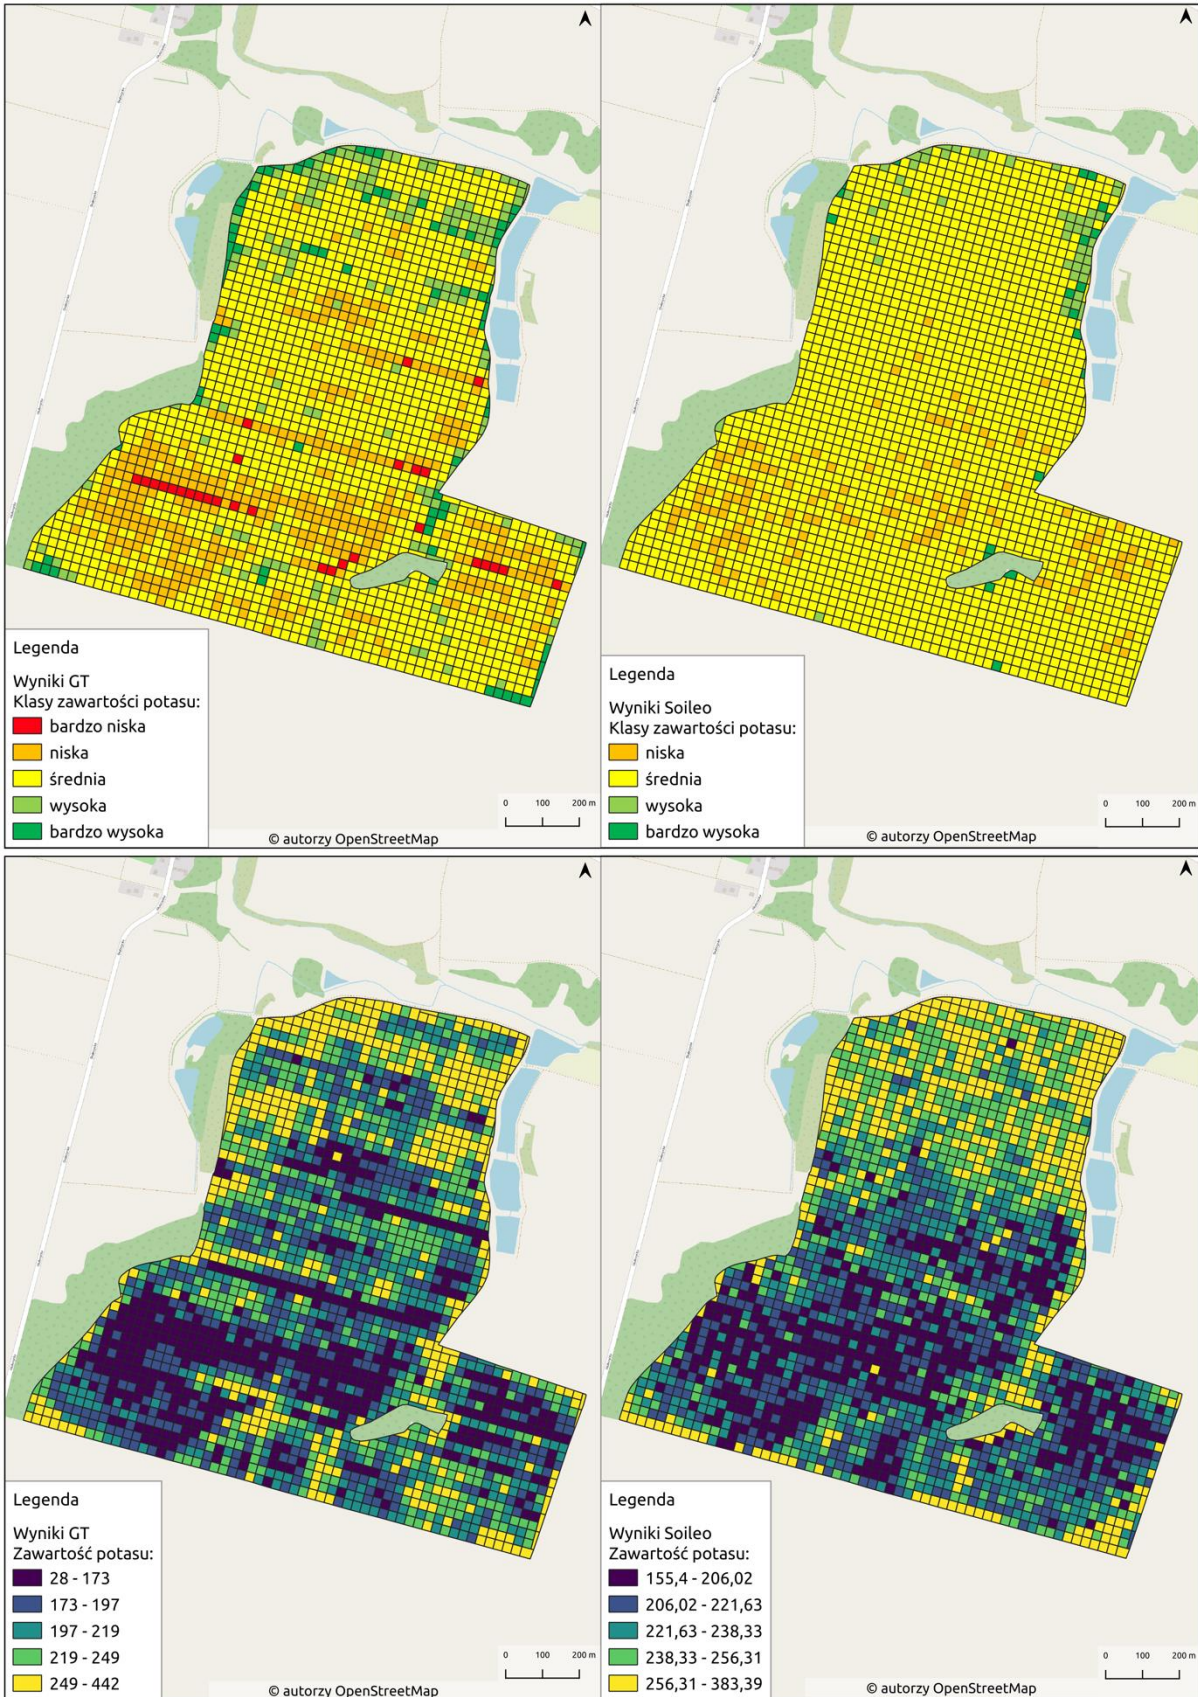 Legenda
Wyniki GT
Klasy zawartości potasu:
bardzo niska
niska
średnia
wysoka
bardzo wysoka
0 100 200 m
© autorzy OpenStreetMap
Legenda
Wyniki Soileo
Klasy zawartości potasu:
niska
średnia
wysoka
bardzo wysoka
0 100 200 m
© autorzy OpenStreetMap
Legenda
Wyniki GT
Zawartość potasu:
28 - 173
173 - 197
197 - 219
219 - 249
249 - 442
0 100 200 m
© autorzy OpenStreetMap
Legenda
Wyniki Soileo
Zawartość potasu:
155,4 - 206,02
206,02 - 221,63
221,63 - 238,33
238,33 - 256,31
256,31 - 383,39
0 100 200 m
© autorzy OpenStreetMap